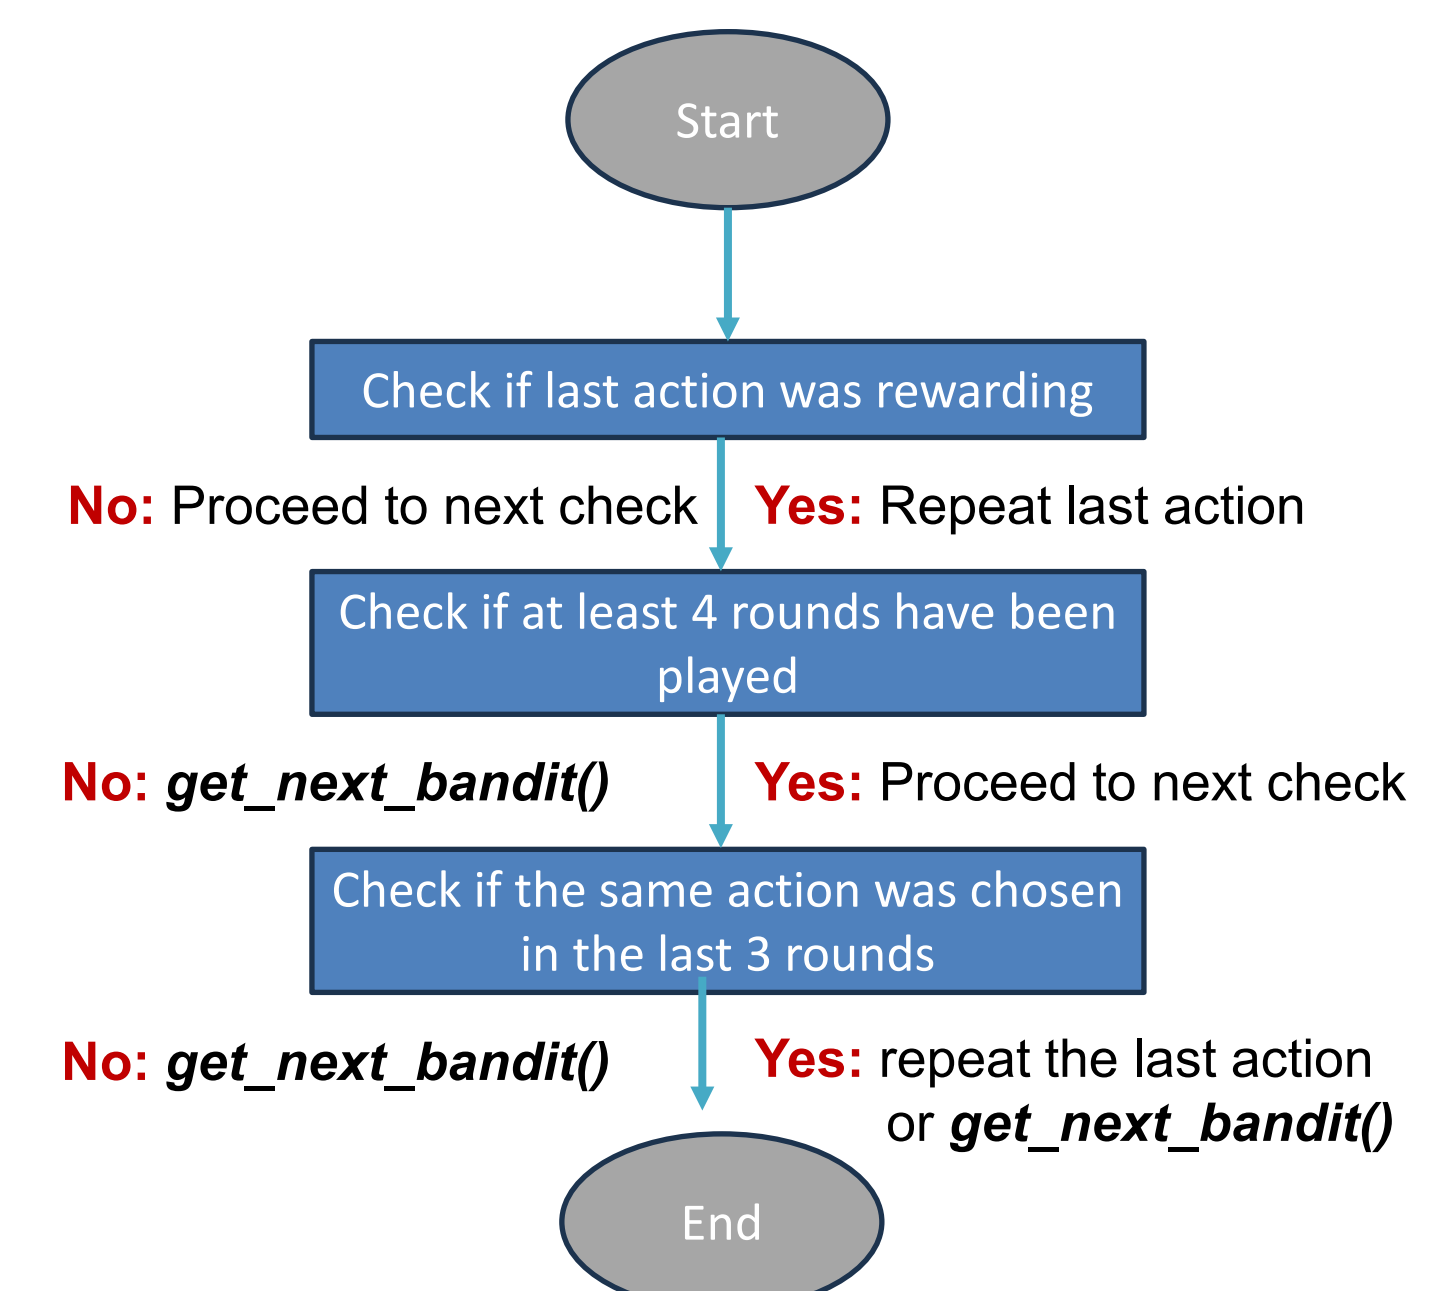 Start
Check if last action was rewarding
No: Proceed to next check
Yes: Repeat last action
Check if at least 4 rounds have been
played
No: get_next_bandit()
Yes: Proceed to next check
Check if the same action was chosen
in the last 3 rounds
No: get_next_bandit()
Yes: repeat the last action
or get_next_bandit()
End